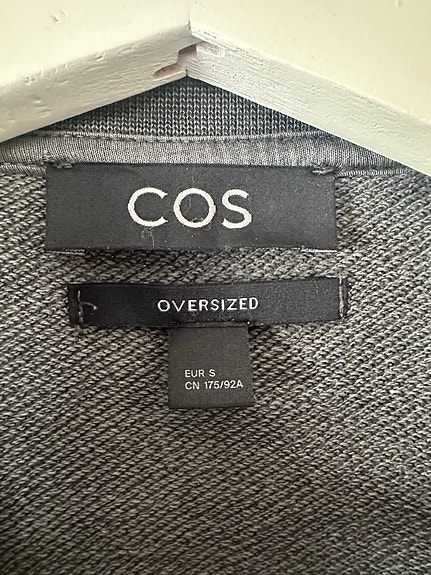 COS
OVERSIZED
EUR S
CN 175/92A